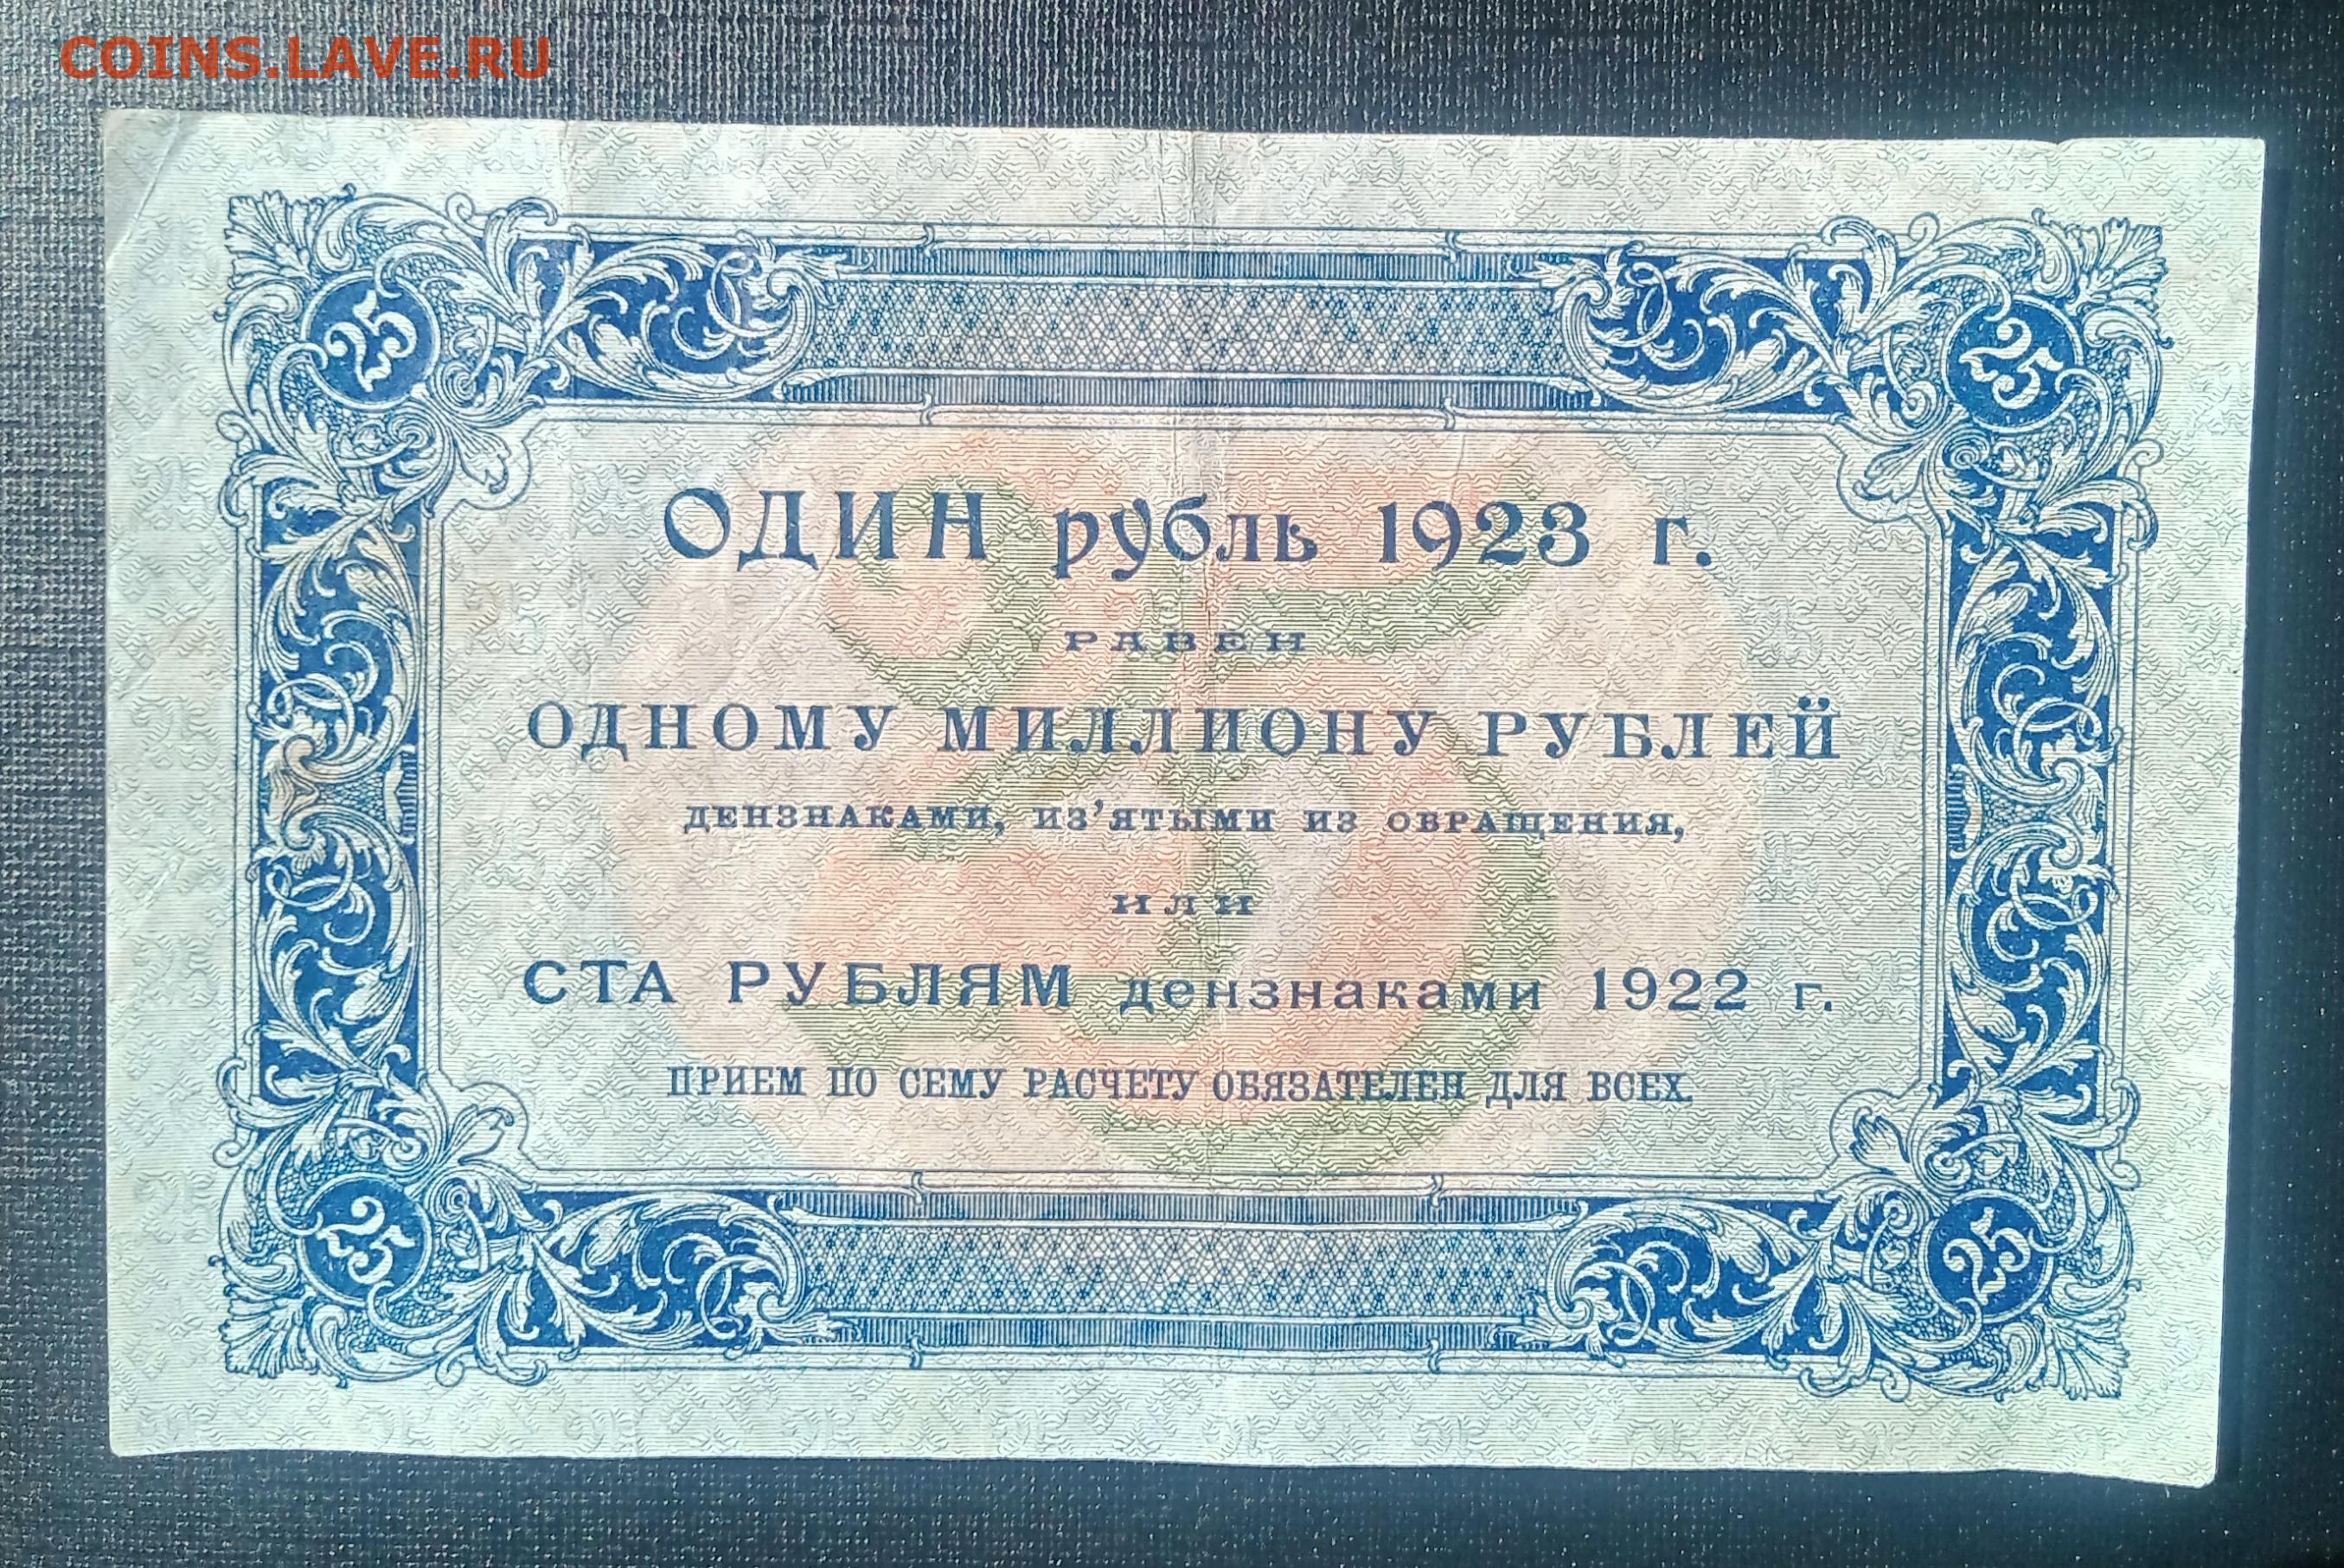 COINS.LAVE.RU
25 25
ОДИН рубль 1923 г.
РАВЕН
ОДНОМУ МИЛЛИОНУ РУБЛЕЙ
ДЕНЗНАКАМИ, ИЗ'ЯТЫМИ ИЗ ОБРАЩЕНИЯ,
ИЛИ
СТА РУБЛЯМ дензнаками 1922 г.
ПРИЕМ ПО СЕМУ РАСЧЕТУ ОБЯЗАТЕЛЕН ДЛЯ ВСЕХ.
25 25